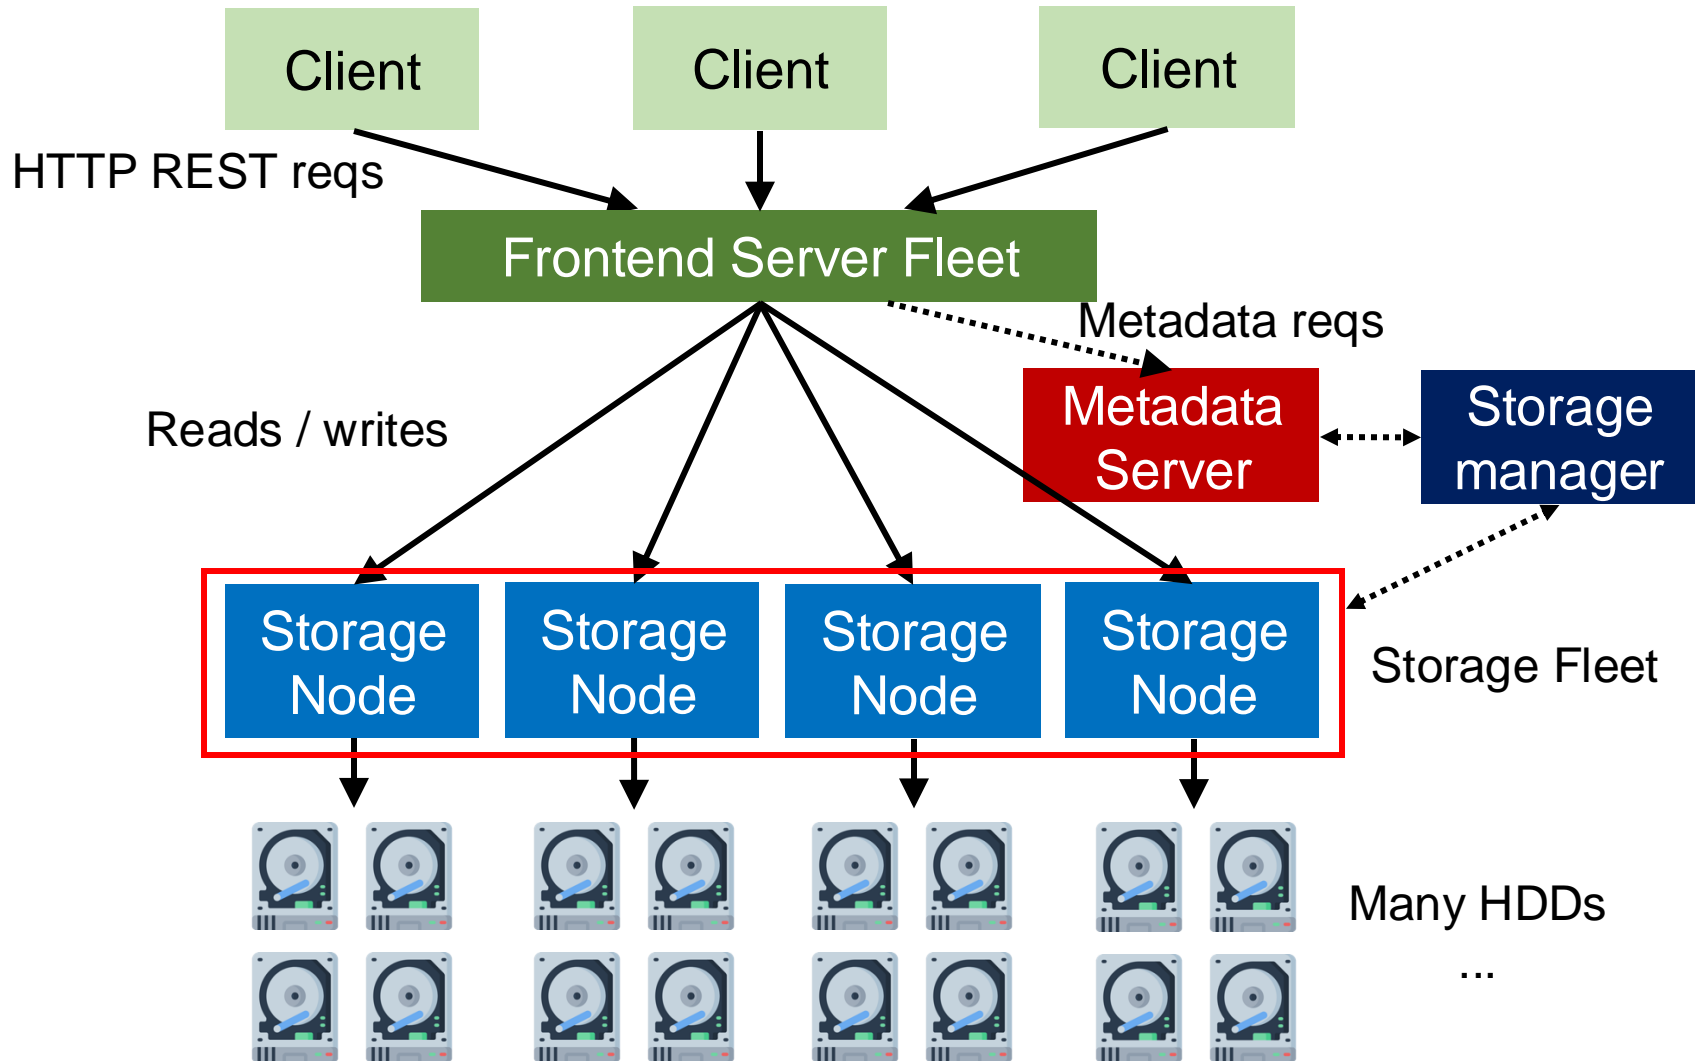 Client
Client
Client
HTTP REST reqs
Frontend Server Fleet
Metadata reqs
Reads / writes
Metadata
Server
Storage
manager
Storage
Node
Storage
Node
Storage
Node
Storage
Node
Storage Fleet
Many HDDs
...